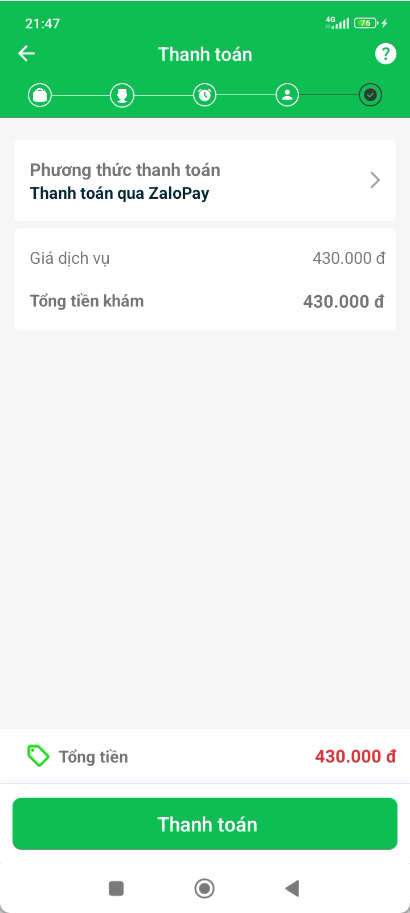 21:47
4G
76
Thanh toán
?
Phương thức thanh toán
Thanh toán qua ZaloPay
Giá dịch vụ 430.000 đ
Tổng tiền khám 430.000 đ
Tổng tiền 430.000 đ
Thanh toán